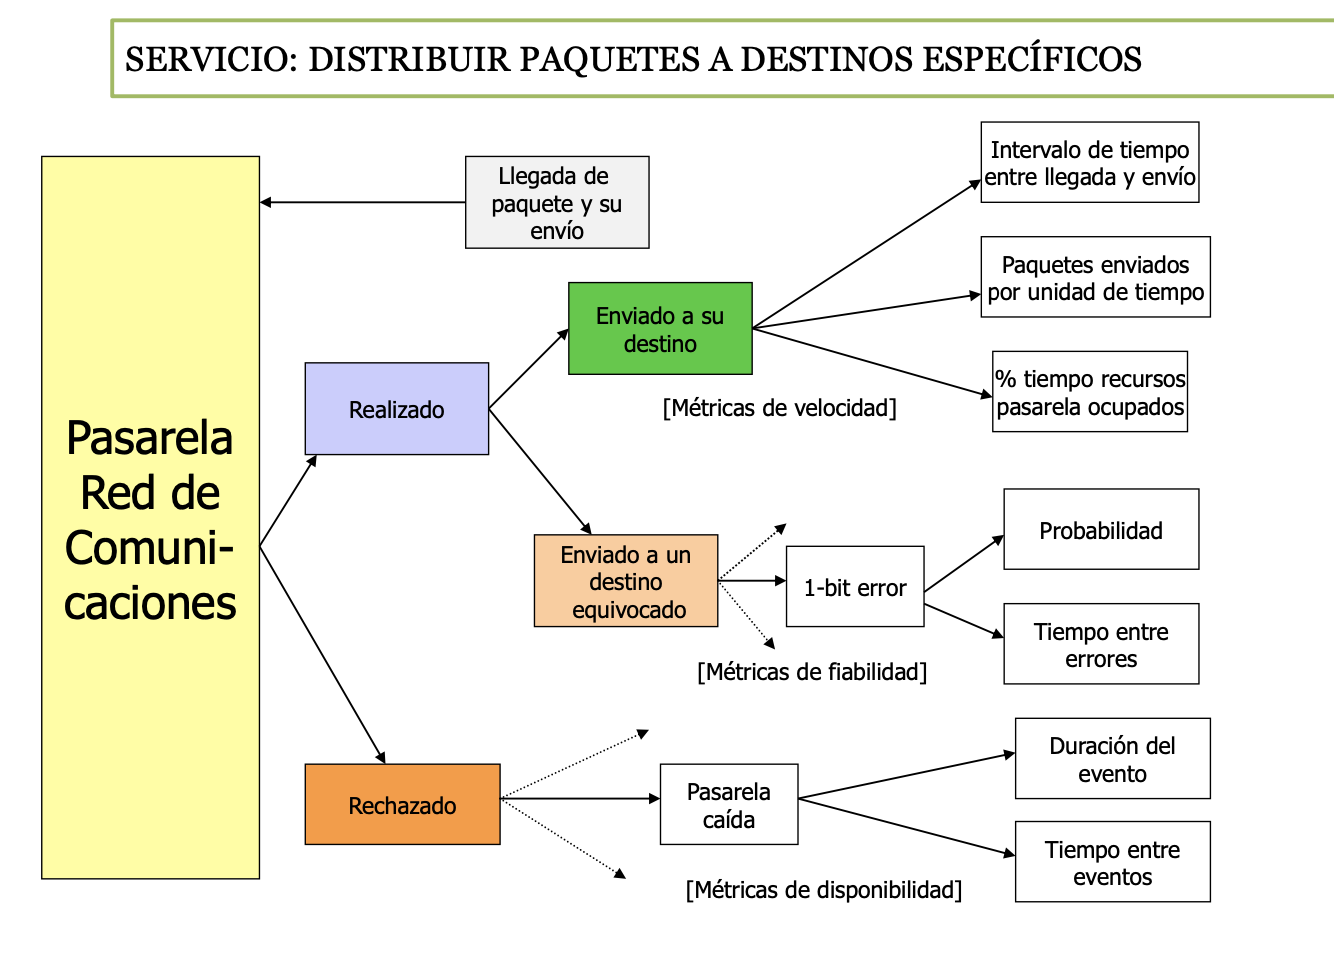 SERVICIO: DISTRIBUIR PAQUETES A DESTINOS ESPECÍFICOS
Pasarela
Red de
Comuni-
caciones
Llegada de
paquete y su
envío
Realizado
Enviado a su
destino
Intervalo de tiempo
entre llegada y envío
Paquetes enviados
por unidad de tiempo
% tiempo recursos
pasarela ocupados
[Métricas de velocidad]
Enviado a un
destino
equivocado
1-bit error
Probabilidad
Tiempo entre
errores
[Métricas de fiabilidad]
Rechazado
Pasarela
caída
Duración del
evento
Tiempo entre
eventos
[Métricas de disponibilidad]